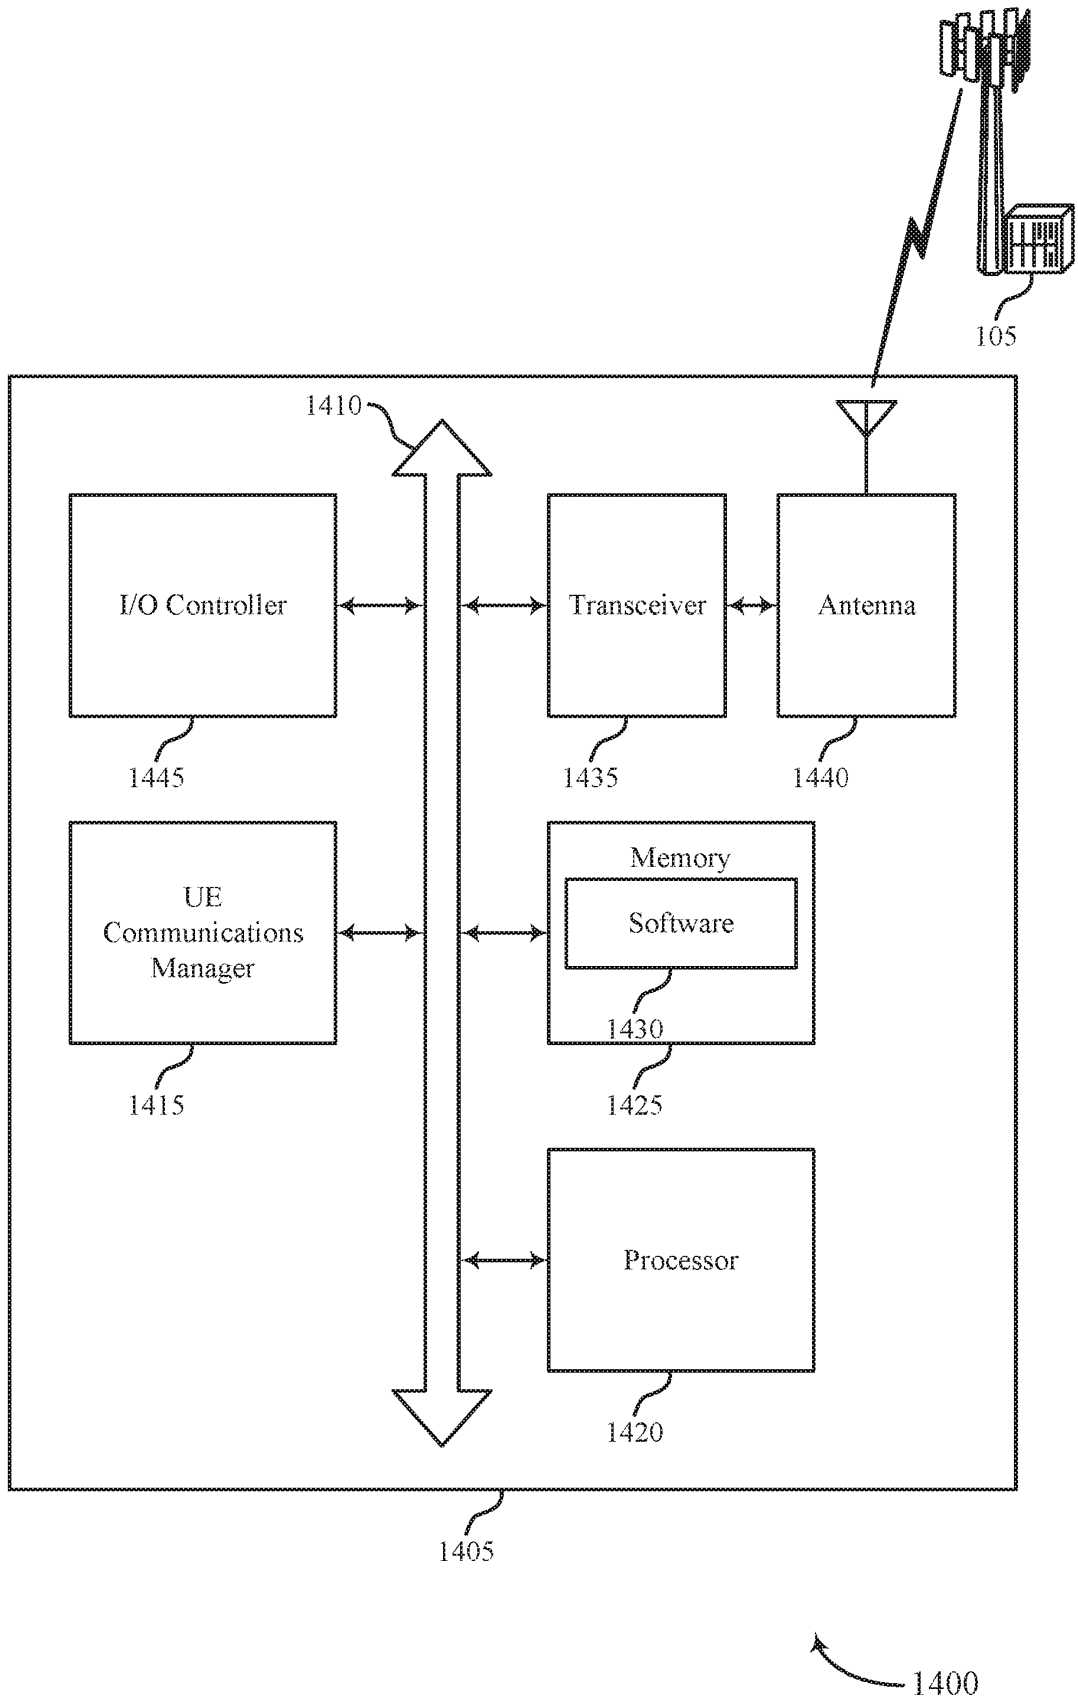 105
1410
I/O Controller
Transceiver
Antenna
1445
1435
1440
UE
Communications
Manager
Memory
Software
1430
1415
1425
Processor
1420
1405
1400